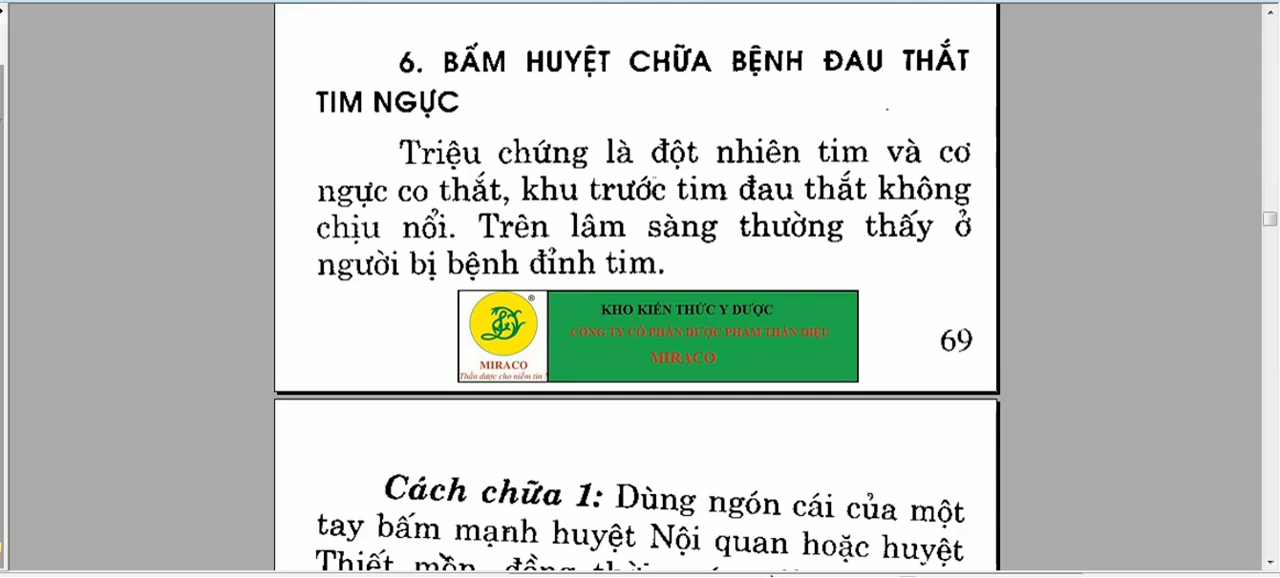 6. BẤM HUYỆT CHỮA BỆNH ĐAU THẮT
TIM NGỰC
Triệu chứng là đột nhiên tim và cơ
ngực co thắt, khu trước tim đau thắt không
chịu nổi. Trên lâm sàng thường thấy ở
người bị bệnh đỉnh tim.
KHO KIẾN THỨC Y DƯỢC
CÔNG TY CỔ PHẦN DƯỢC PHẨM THẦN DIỆU
MIRACO
®
MIRACO
Thần dược cho niềm tin !
69
Cách chữa 1: Dùng ngón cái của một
tay bấm mạnh huyệt Nội quan hoặc huyệt
Thiết